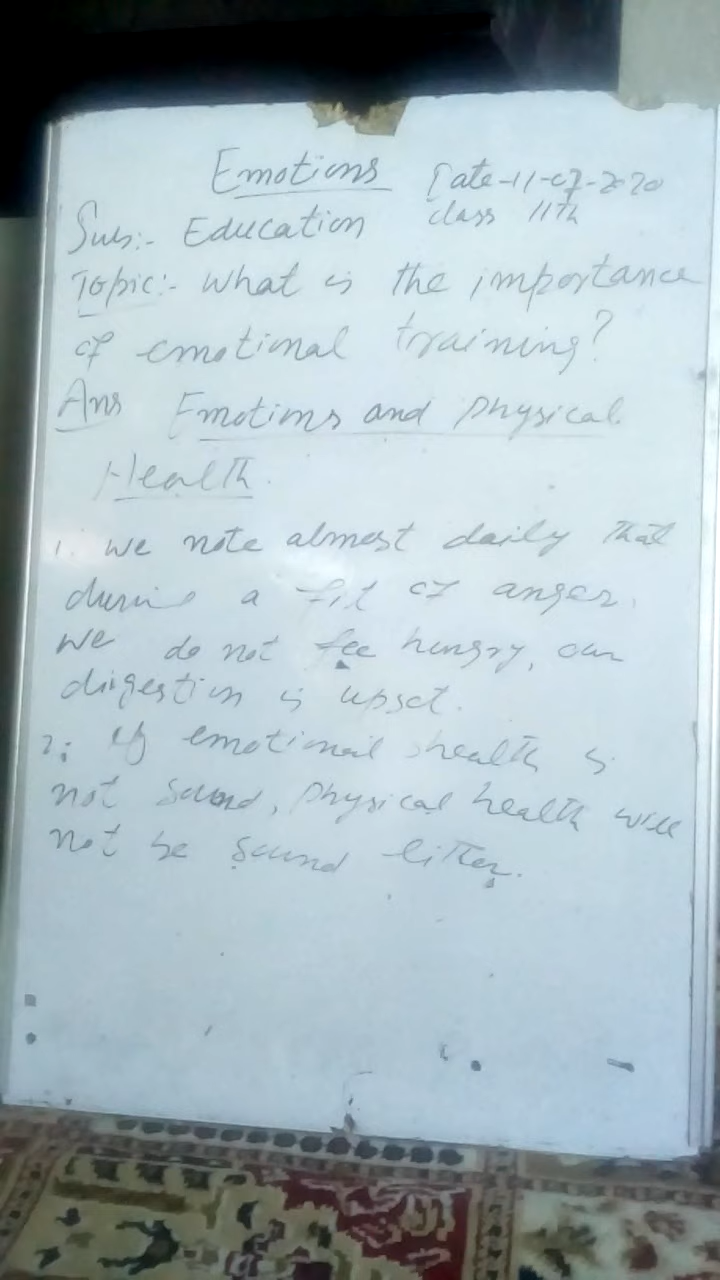 Emotions Date-11-07-2020
Sub:- Education class 11th
Topic:- what is the importance
of emotional training?
Ans Emotions and physical
Health.
1. we note almost daily that
during a fit of anger.
we do not fee hungry, our
digestion is upset.
2. If emotional health is
not sound, physical health will
not be sound either.